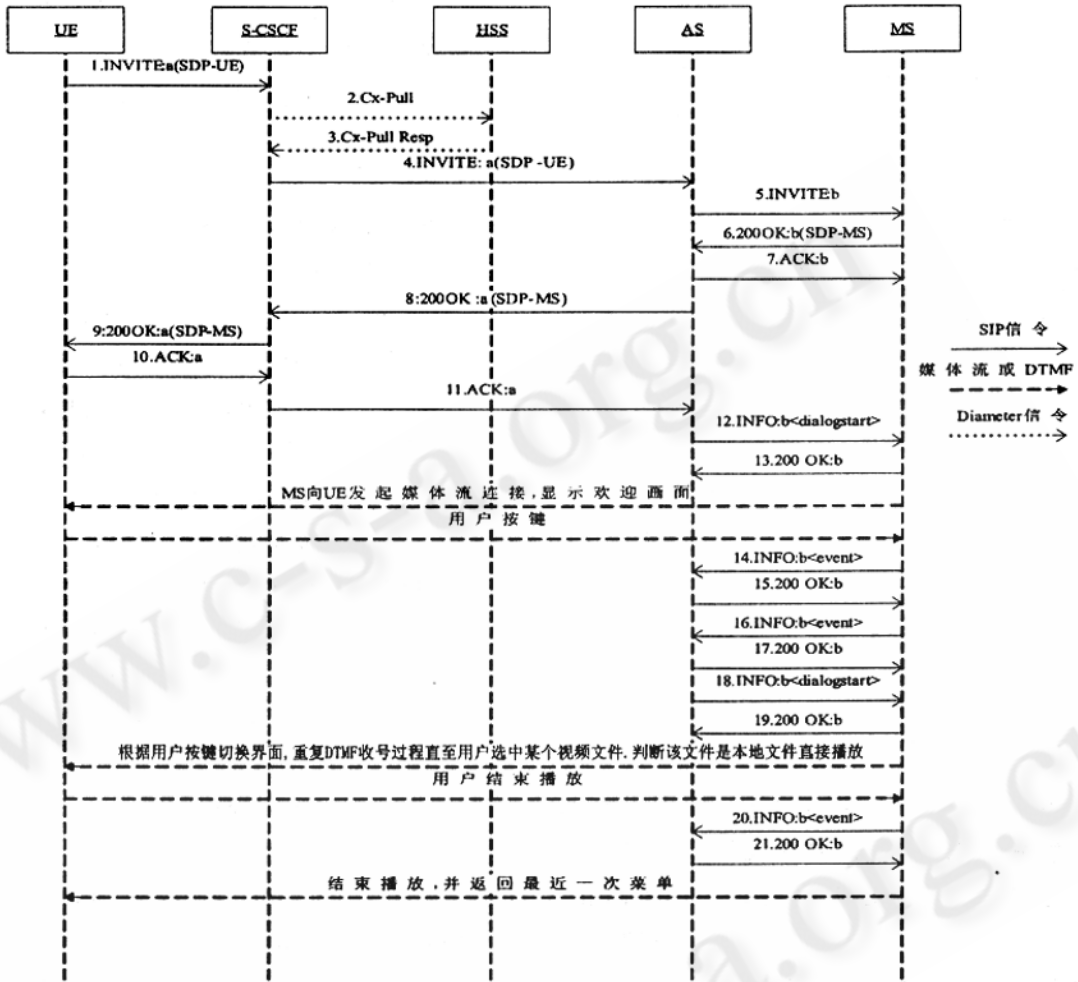 UE S-CSCF HSS AS MS
1.INVITE:a(SDP-UE)
2.Cx-Pull
3.Cx-Pull Resp
4.INVITE: a(SDP -UE)
5.INVITE:b
6.200OK:b(SDP-MS)
7.ACK:b
8:200OK :a (SDP-MS)
9:200OK:a(SDP-MS)
SIP信 令
10.ACK:a
媒 体 流 或 DTMF
11.ACK:a
Diameter信 令
12.INFO:b<dialogstart>
13.200 OK:b
MS向UE发 起 媒 体 流 连 接 ,显 示 欢 迎 画 面
用 户 按 键
14.INFO:b<event>
15.200 OK:b
16.INFO:b<event>
17.200 OK:b
18.INFO:b<dialogstart>
19.200 OK:b
根据用户按键切换界面,重复DTMF收号过程直至用户选中某个视频文件.判断该文件是本地文件直接播放
用 户 结 束 播 放
20.INFO:b<event>
21.200 OK:b
结 束 播 放 ,并 返 回 最 近 一 次 菜 单
www.c-s-a.org.cn